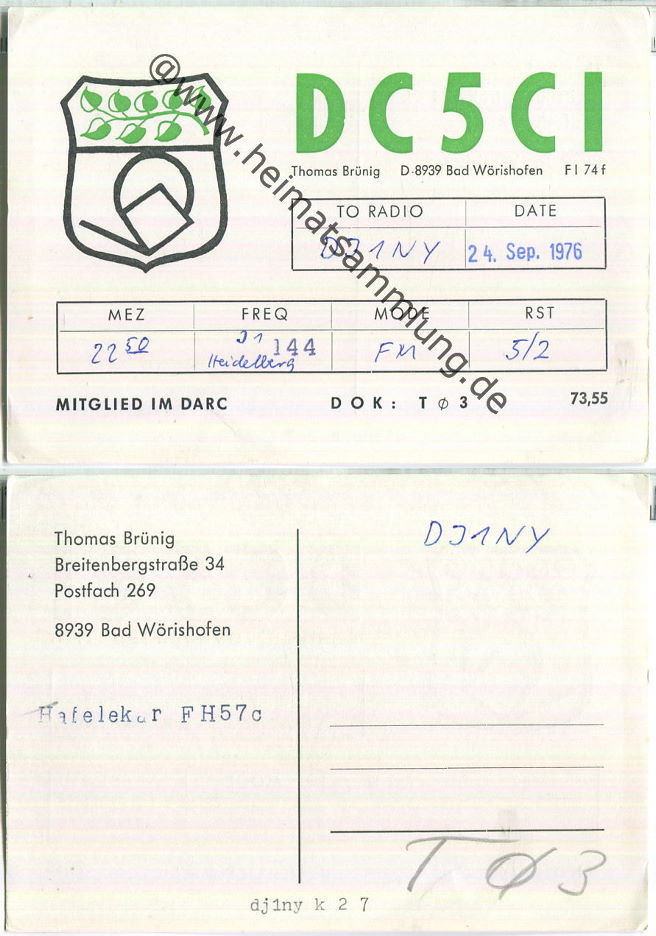 DC5CI
Thomas Brünig D-8939 Bad Wörishofen FI 74 f
TO RADIO DATE
DJ1NY 24. Sep. 1976
MEZ FREQ MODE RST
22 50 144 FM 5/2
Heidelberg
MITGLIED IM DARC DOK: TØ3 73,55
@www.heimatsammlung.de
Thomas Brünig
Breitenbergstraße 34
Postfach 269
8939 Bad Wörishofen
Hafelekar FH57c
DJ1NY
TØ3
dj1ny k 2 7